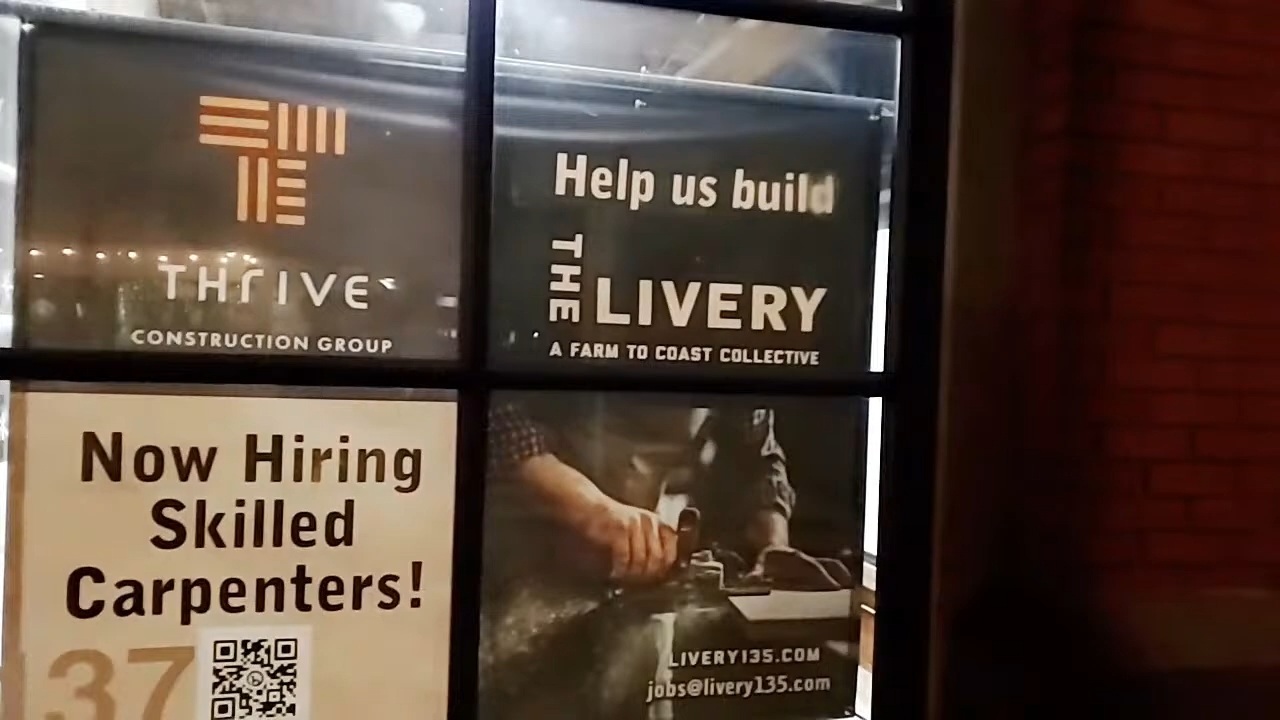 THRIVE
CONSTRUCTION GROUP
Help us build
THE LIVERY
A FARM TO COAST COLLECTIVE
Now Hiring
Skilled
Carpenters!
37
LIVERY135.COM
jobs@livery135.com